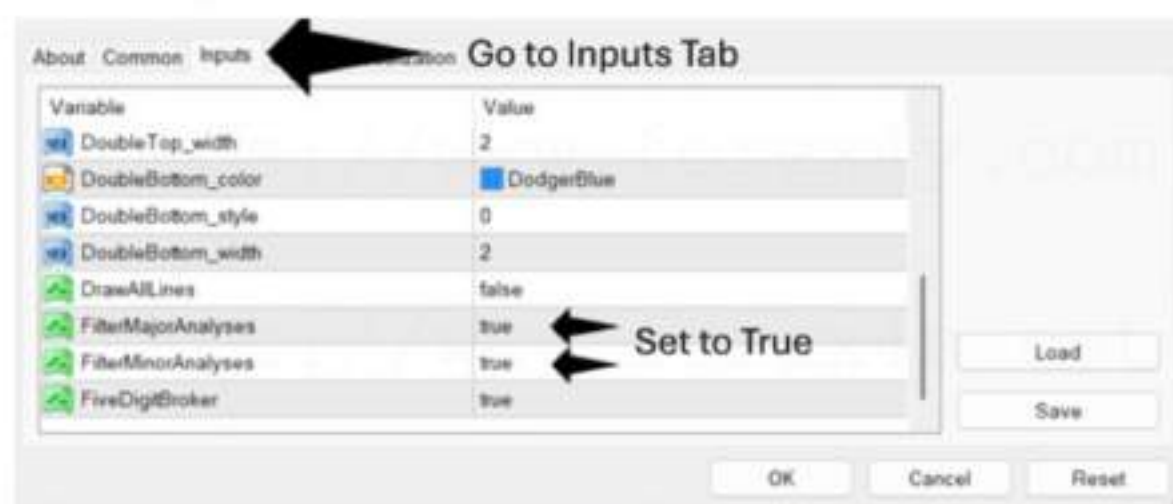 About Common Inputs Go to Inputs Tab
Variable Value
DoubleTop_width 2
DoubleBottom_color DodgerBlue
DoubleBottom_style 0
DoubleBottom_width 2
DrawAllLines false
FilterMajorAnalyses true
Set to True
FilterMinorAnalyses true
Load
FiveDigitBroker true
Save
OK Cancel Reset